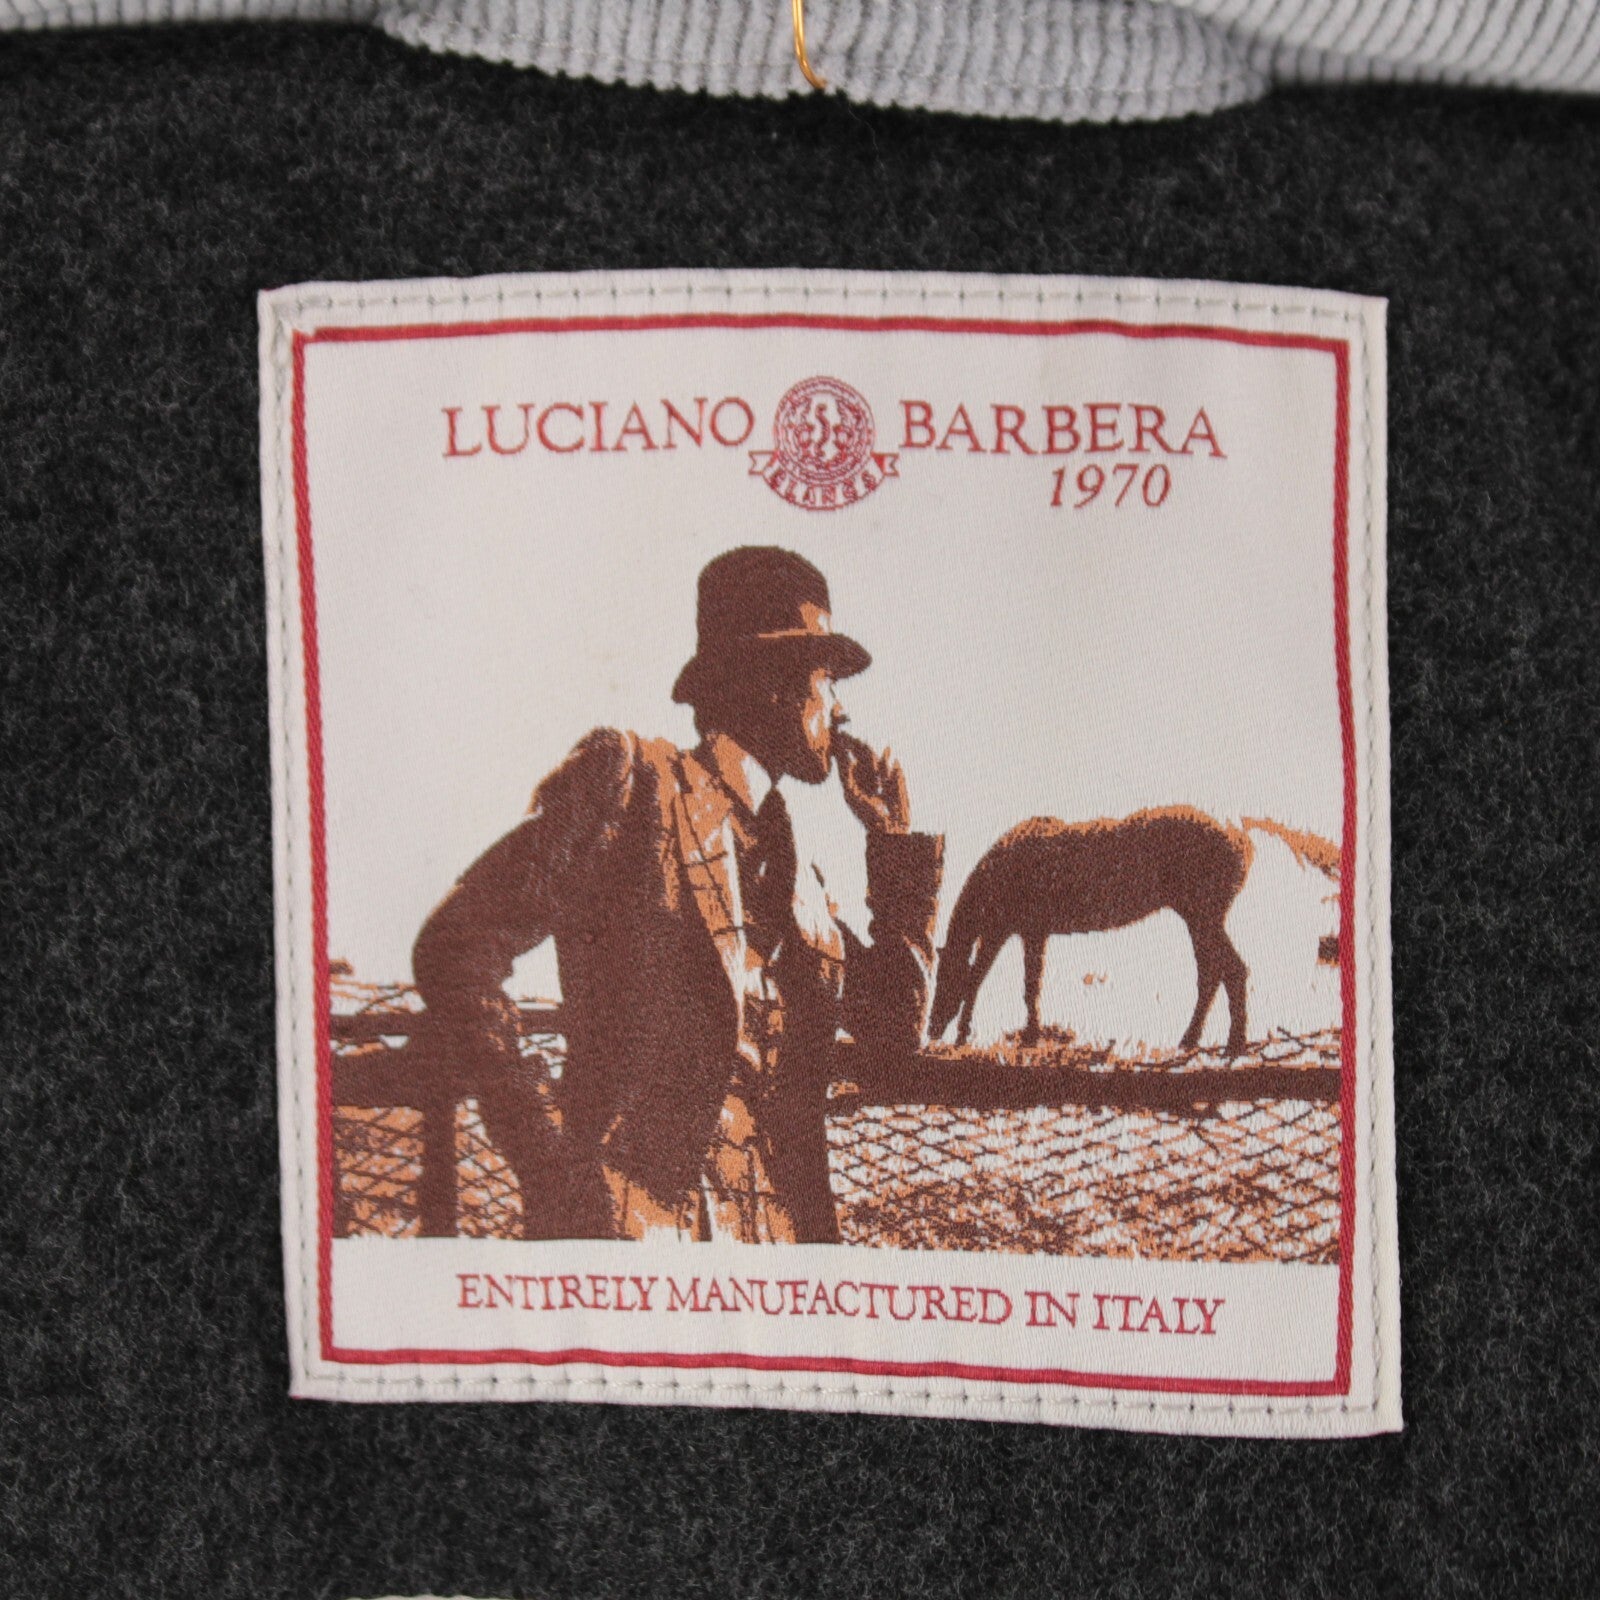 LUCIANO BARBERA
1970
ENTIRELY MANUFACTURED IN ITALY